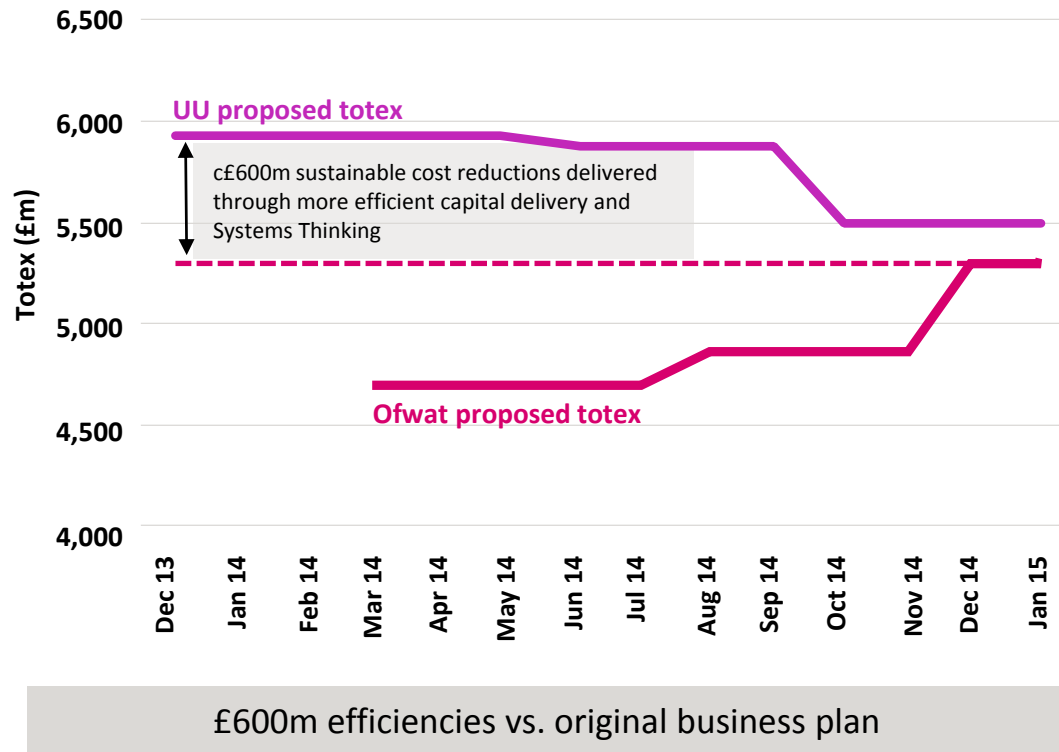 6,500
6,000
5,500
5,000
4,500
4,000
Totex (£m)
UU proposed totex
c£600m sustainable cost reductions delivered
through more efficient capital delivery and
Systems Thinking
Ofwat proposed totex
Dec 13
Jan 14
Feb 14
Mar 14
Apr 14
May 14
Jun 14
Jul 14
Aug 14
Sep 14
Oct 14
Nov 14
Dec 14
Jan 15
£600m efficiencies vs. original business plan